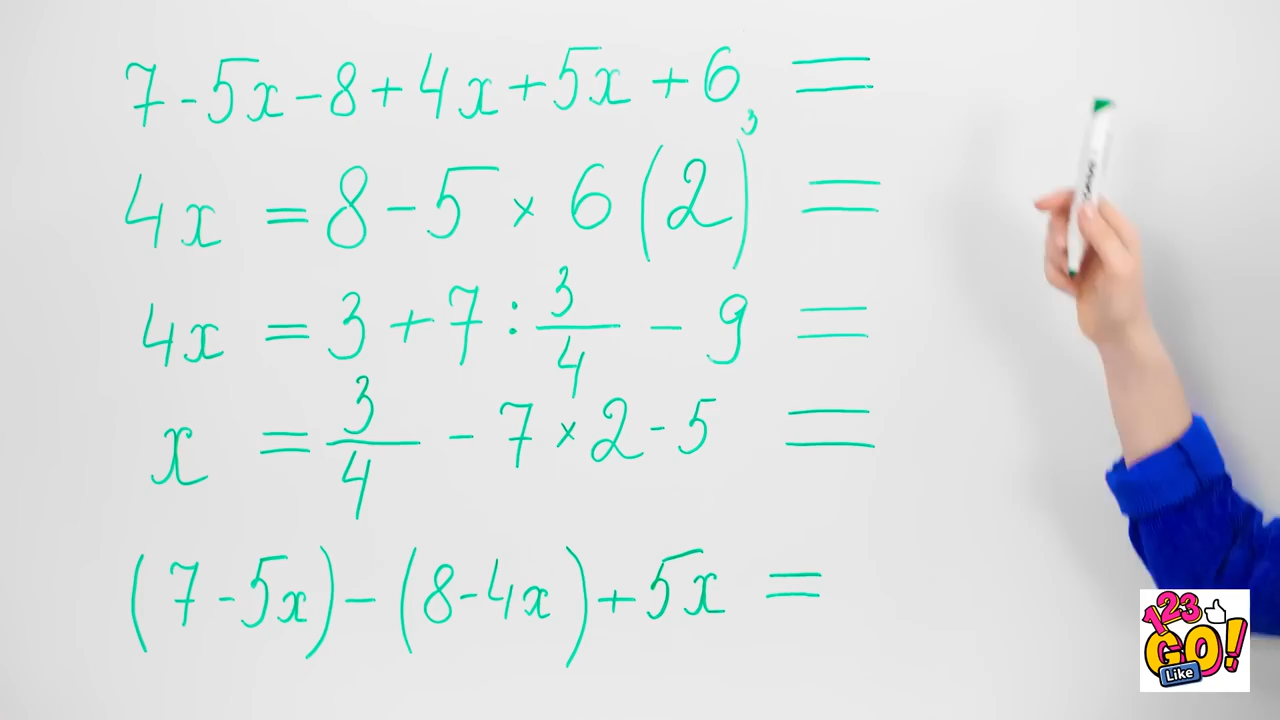 7 - 5x - 8 + 4x + 5x + 6 =
4x = 8 - 5 × 6 (2)³ =
4x = 3 + 7 : 3/4 - 9 =
x = 3/4 - 7 × 2 - 5 =
(7 - 5x) - (8 - 4x) + 5x =
123
GO!
Like